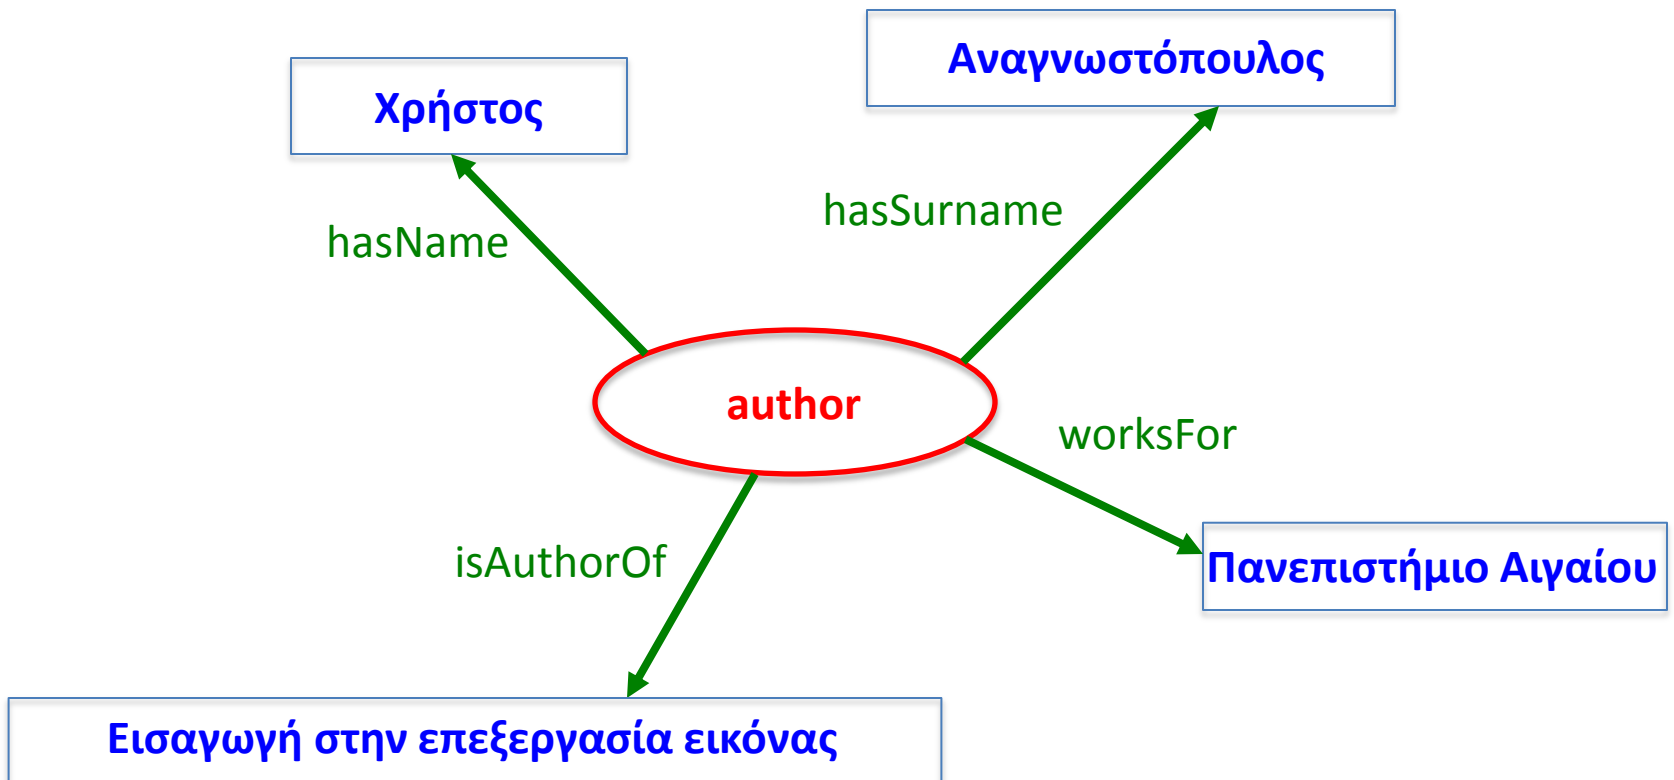 Αναγνωστόπουλος
Χρήστος
hasSurname
hasName
author
worksFor
isAuthorOf
Πανεπιστήμιο Αιγαίου
Εισαγωγή στην επεξεργασία εικόνας